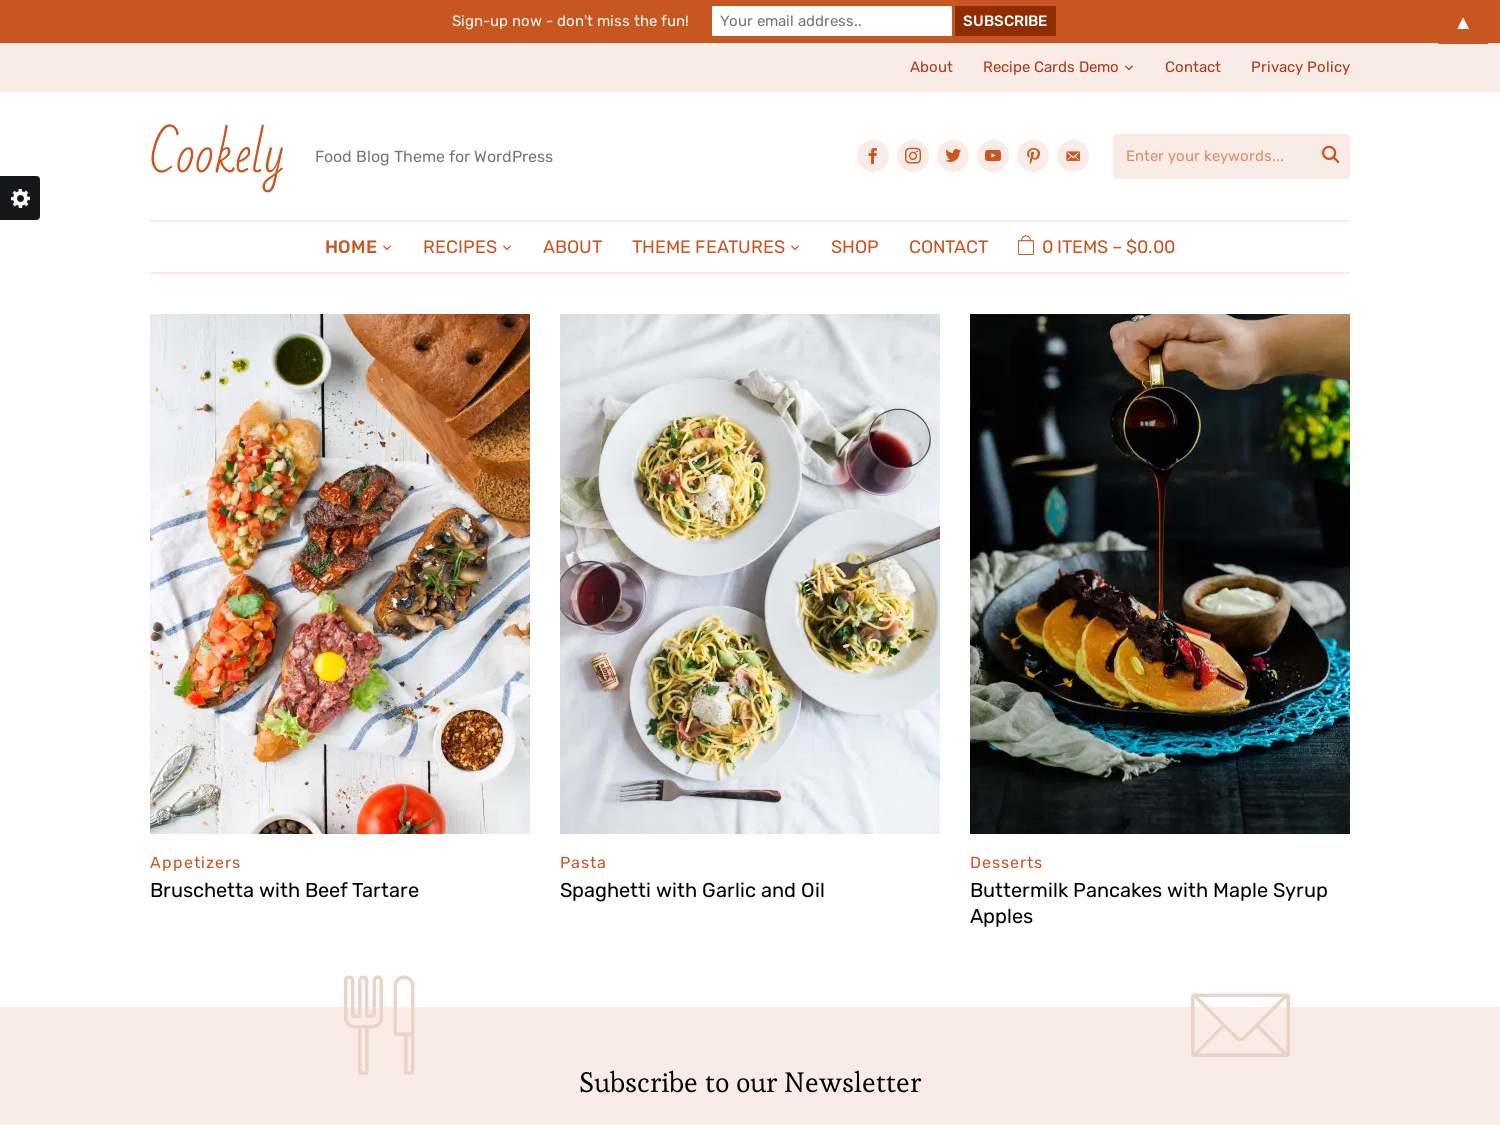 Sign-up now - don't miss the fun!
Your email address..
SUBSCRIBE
▲
About
Recipe Cards Demo
Contact
Privacy Policy
Cookely
Food Blog Theme for WordPress
Enter your keywords...
HOME
RECIPES
ABOUT
THEME FEATURES
SHOP
CONTACT
0 ITEMS – $0.00
Appetizers
Bruschetta with Beef Tartare
Pasta
Spaghetti with Garlic and Oil
Desserts
Buttermilk Pancakes with Maple Syrup
Apples
Subscribe to our Newsletter